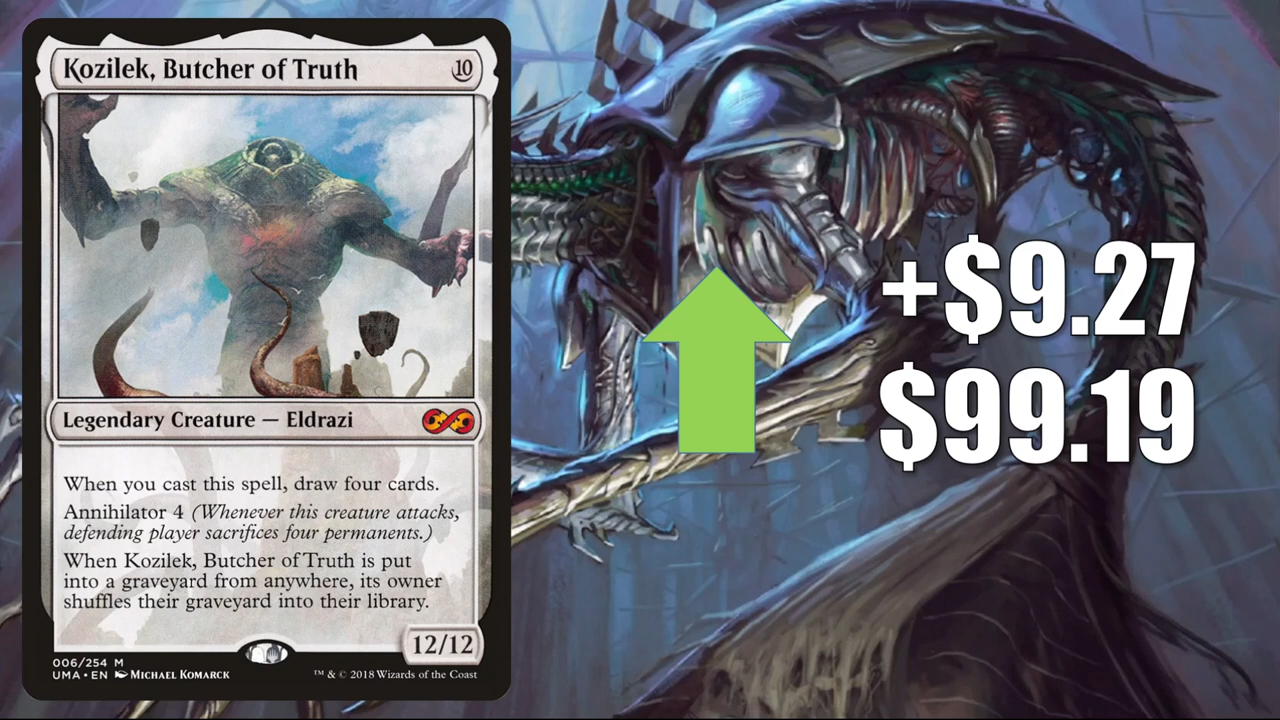 Kozilek, Butcher of Truth 10
Legendary Creature — Eldrazi
When you cast this spell, draw four cards.
Annihilator 4 (Whenever this creature attacks,
defending player sacrifices four permanents.)
When Kozilek, Butcher of Truth is put
into a graveyard from anywhere, its owner
shuffles their graveyard into their library.
12/12
006/254 M
UMA • EN Michael Komarck
™ & © 2018 Wizards of the Coast
+$9.27
$99.19